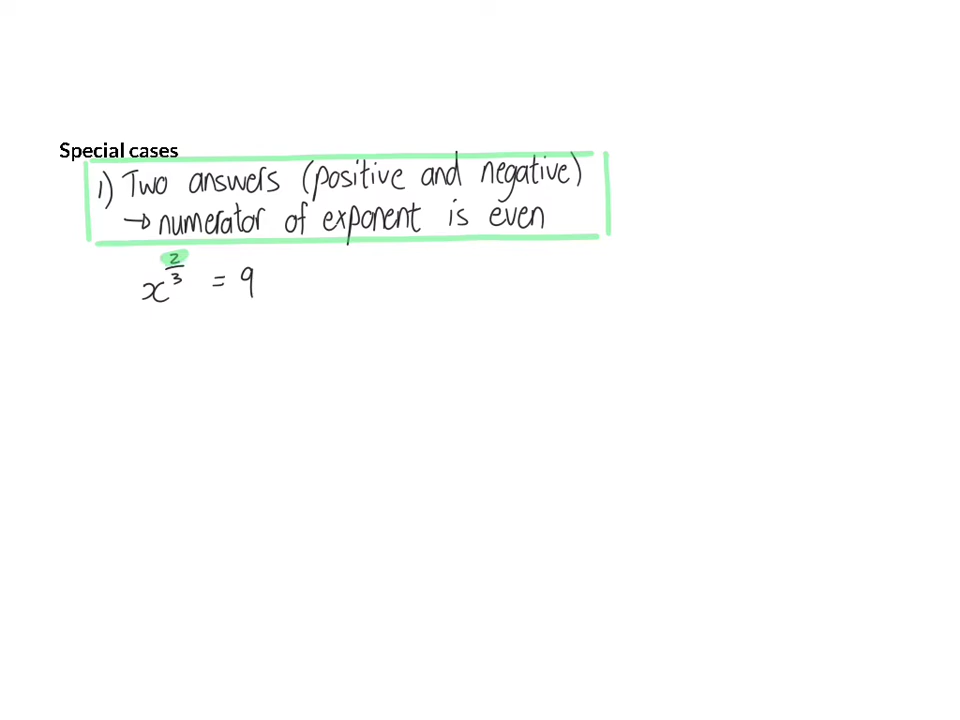 Special cases
1) Two answers (positive and negative)
→ numerator of exponent is even
x^(2/3) = 9